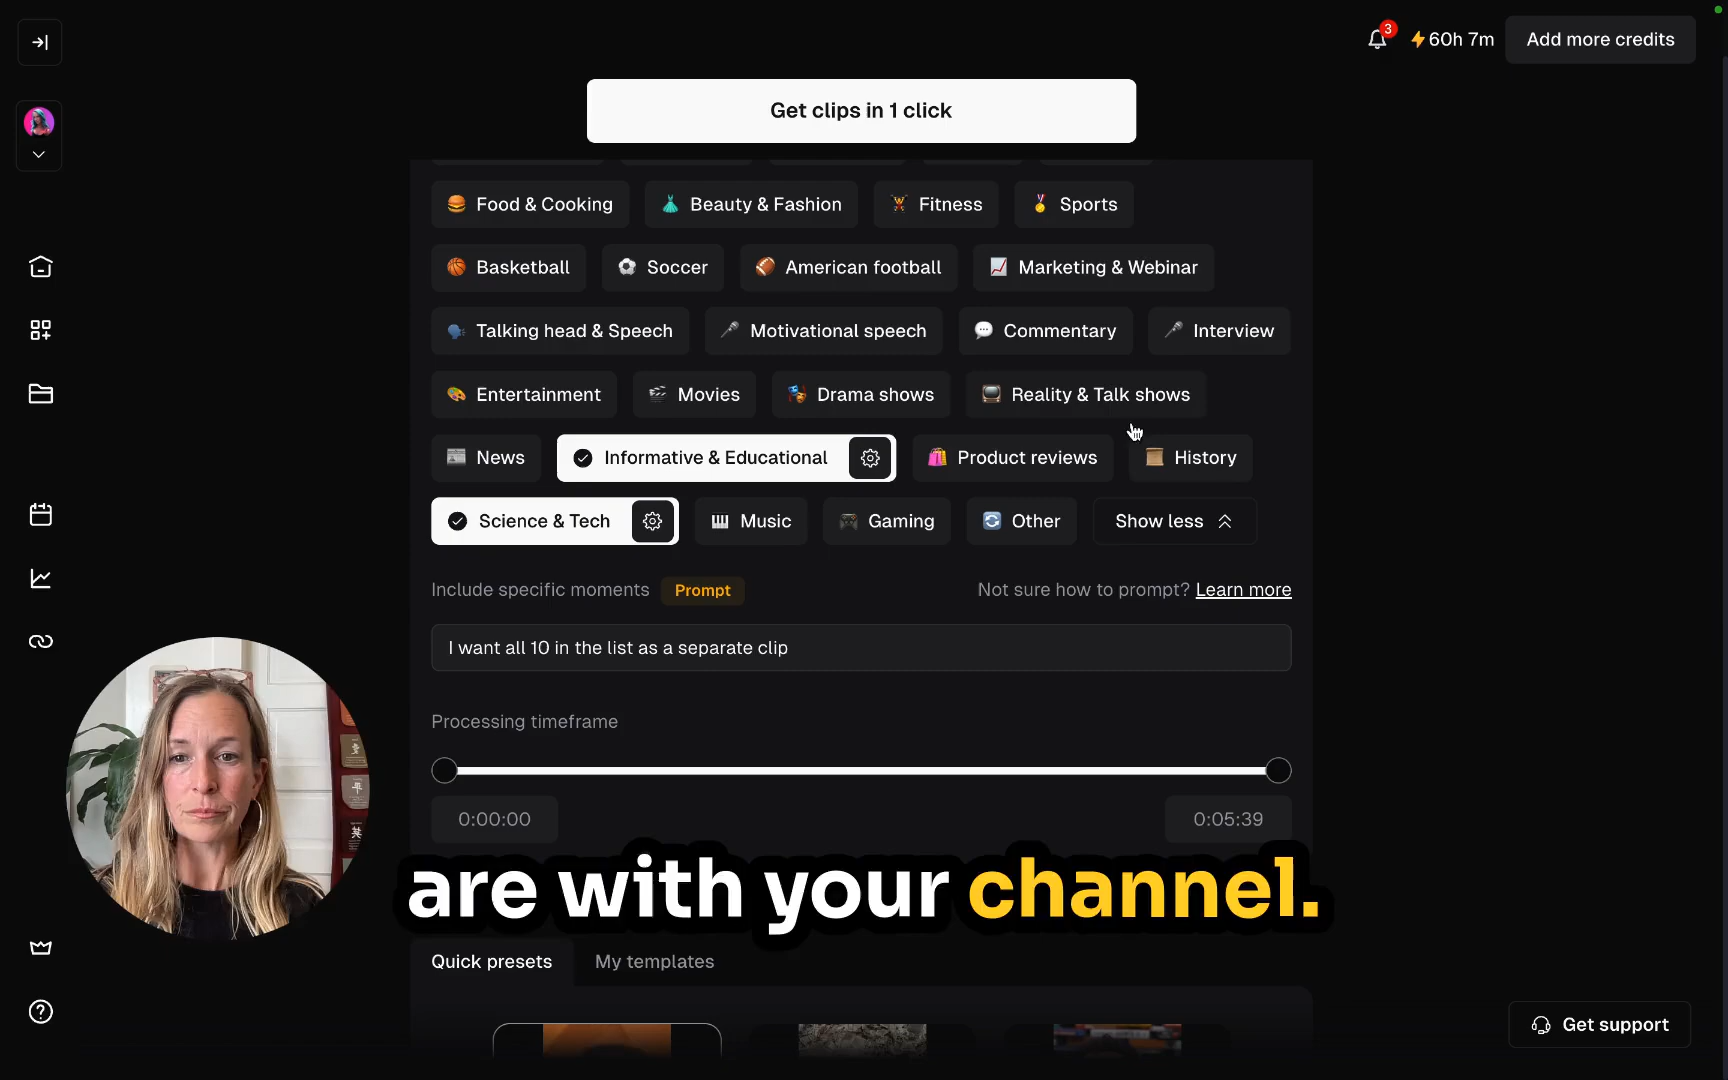 3
60h 7m
Add more credits
Get clips in 1 click
Food & Cooking
Beauty & Fashion
Fitness
Sports
Basketball
Soccer
American football
Marketing & Webinar
Talking head & Speech
Motivational speech
Commentary
Interview
Entertainment
Movies
Drama shows
Reality & Talk shows
News
Informative & Educational
Product reviews
History
Science & Tech
Music
Gaming
Other
Show less
Include specific moments
Prompt
Not sure how to prompt? Learn more
I want all 10 in the list as a separate clip
Processing timeframe
0:00:00
0:05:39
are with your channel.
Quick presets
My templates
Get support